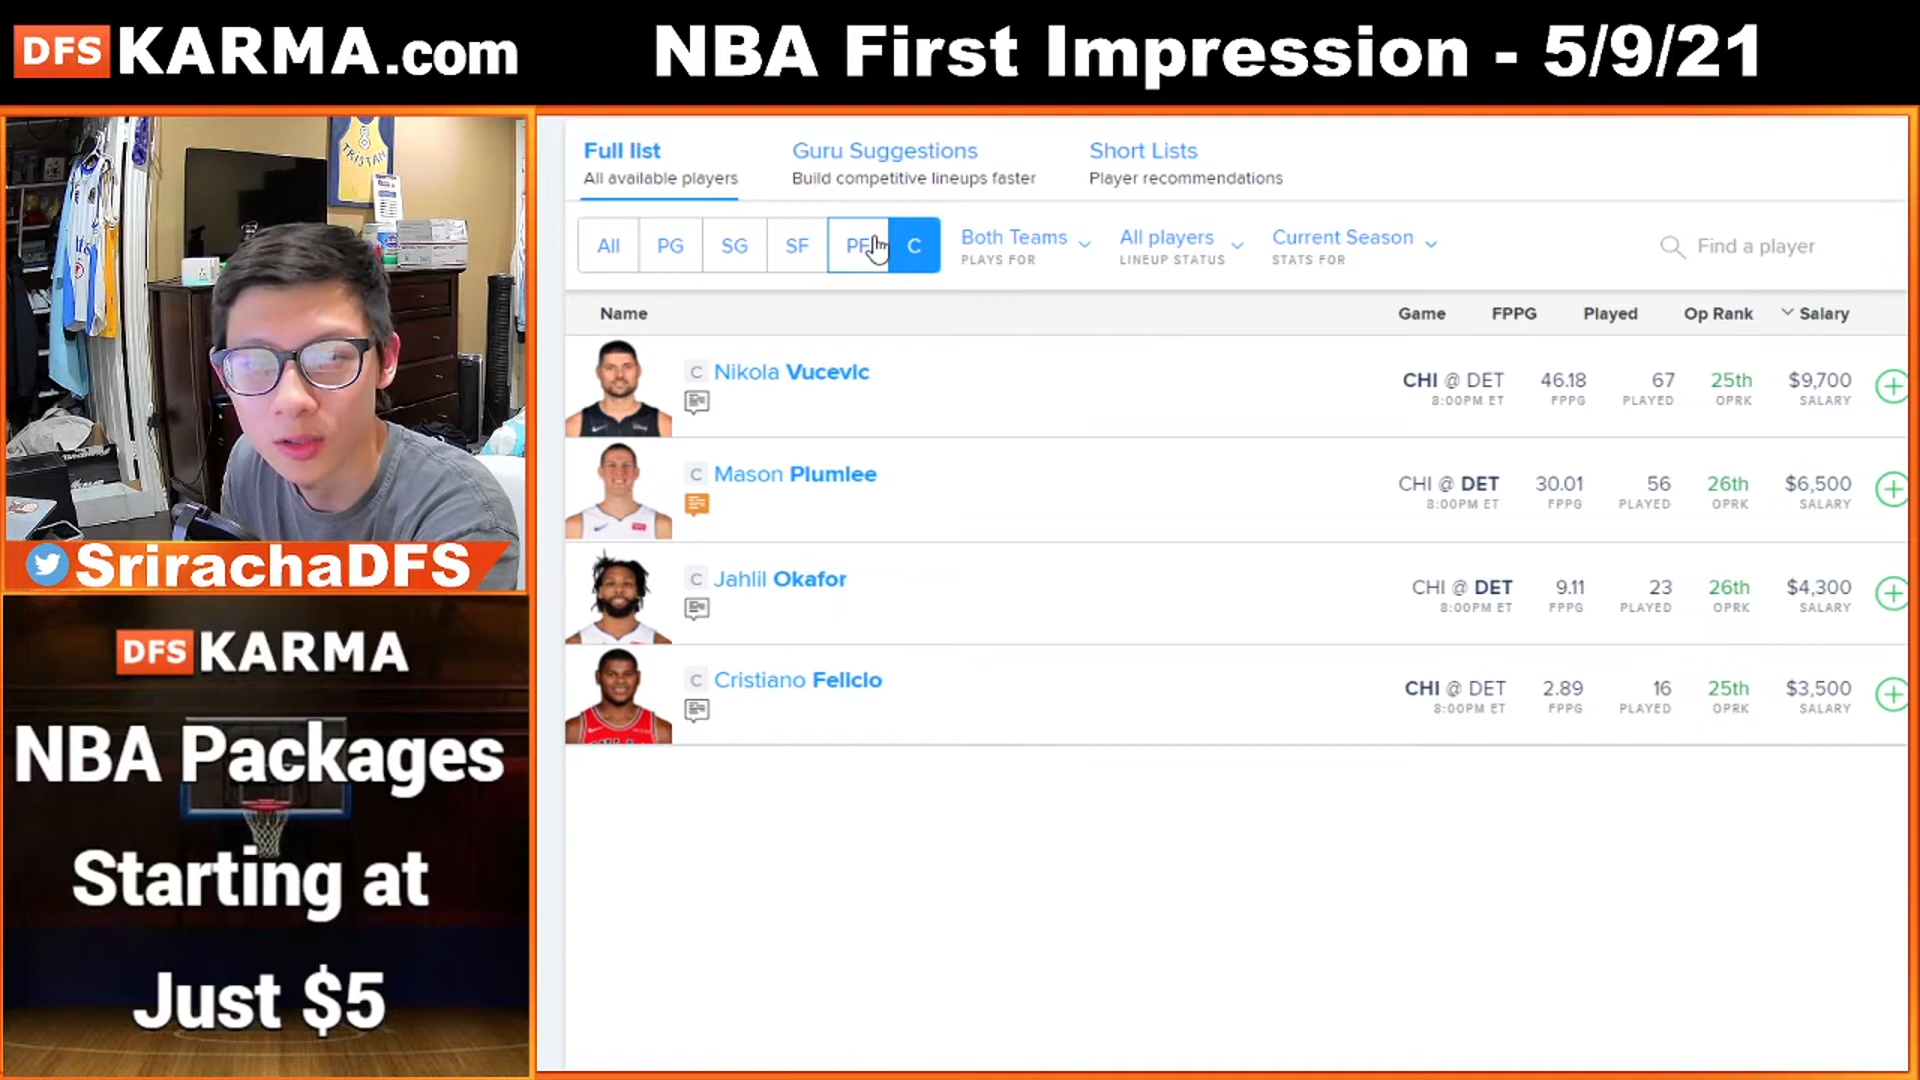 DFS KARMA.com
NBA First Impression - 5/9/21
TRISTAN
8
SrirachaDFS
DFS KARMA
NBA Packages
Starting at
Just $5
Full list
All available players
Guru Suggestions
Build competitive lineups faster
Short Lists
Player recommendations
All PG SG SF PF C
Both Teams
PLAYS FOR
All players
LINEUP STATUS
Current Season
STATS FOR
Find a player
Name Game FPPG Played Op Rank Salary
C Nikola Vucevic CHI @ DET 46.18 67 25th $9,700
8:00PM ET FPPG PLAYED OPRK SALARY
C Mason Plumlee CHI @ DET 30.01 56 26th $6,500
8:00PM ET FPPG PLAYED OPRK SALARY
C Jahlil Okafor CHI @ DET 9.11 23 26th $4,300
8:00PM ET FPPG PLAYED OPRK SALARY
C Cristiano Felicio CHI @ DET 2.89 16 25th $3,500
8:00PM ET FPPG PLAYED OPRK SALARY